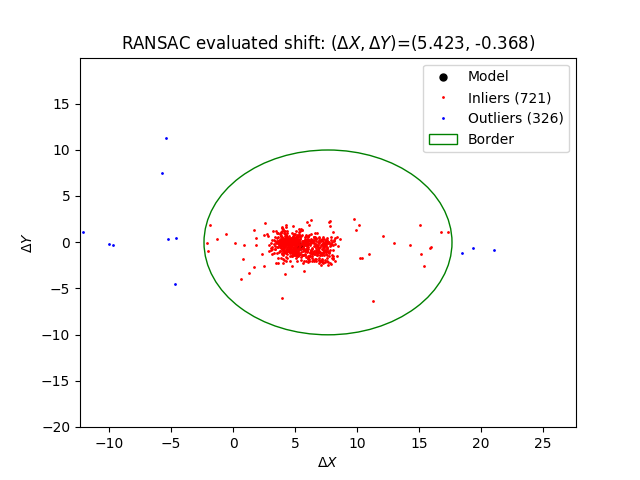 RANSAC evaluated shift: (ΔX, ΔY)=(5.423, -0.368)
Model
Inliers (721)
Outliers (326)
Border
15
10
5
0
−5
−10
−15
−20
ΔY
−10 −5 0 5 10 15 20 25
ΔX